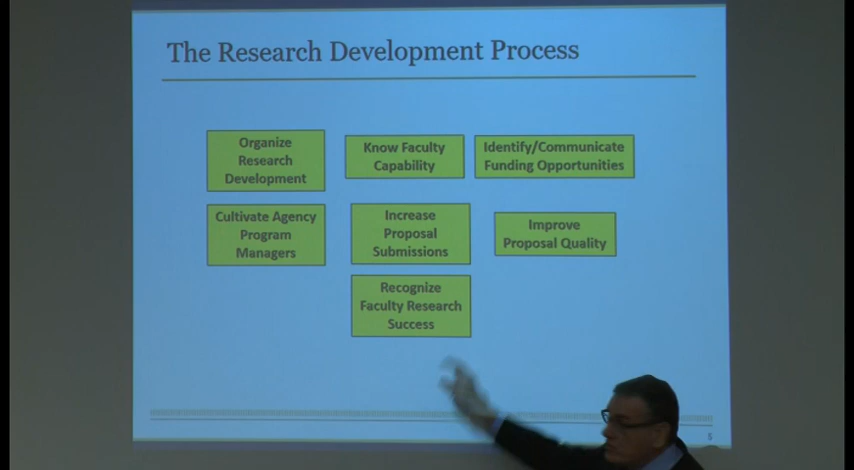 The Research Development Process
Organize
Research
Development
Know Faculty
Capability
Identify/Communicate
Funding Opportunities
Cultivate Agency
Program
Managers
Increase
Proposal
Submissions
Improve
Proposal Quality
Recognize
Faculty Research
Success
5